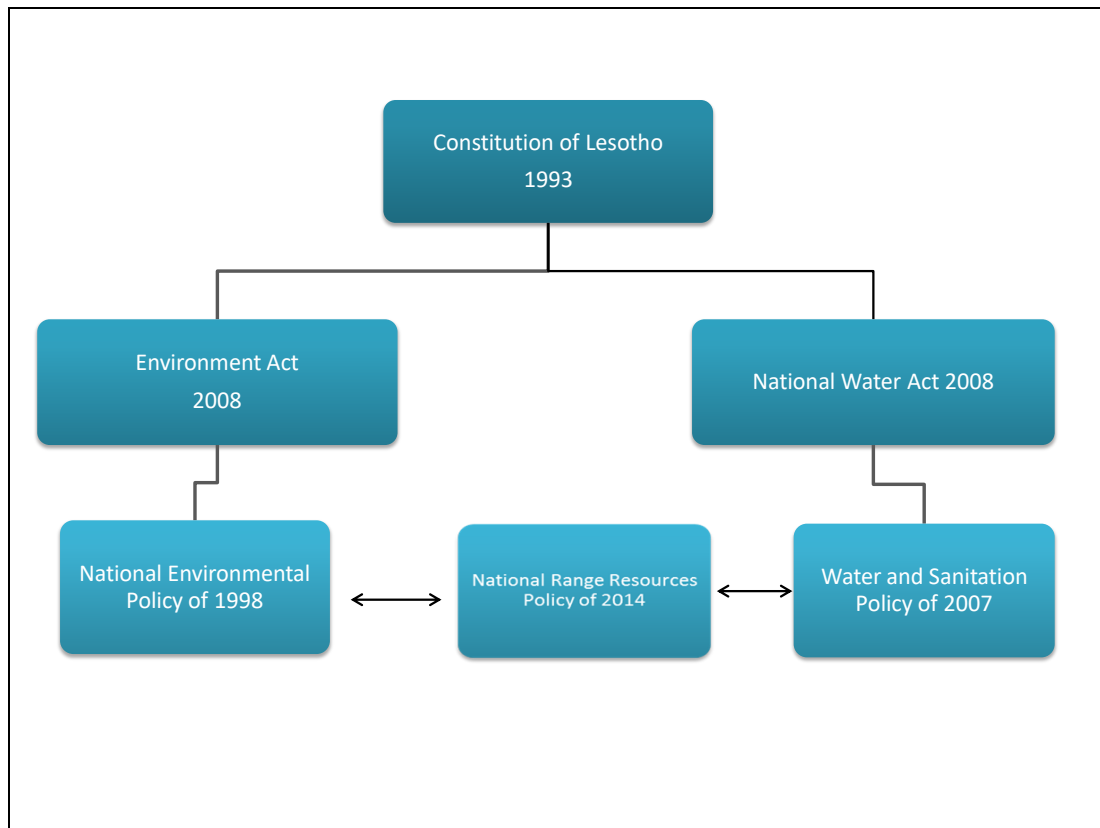 Constitution of Lesotho
1993
Environment Act
2008
National Water Act 2008
National Environmental
Policy of 1998
National Range Resources
Policy of 2014
Water and Sanitation
Policy of 2007